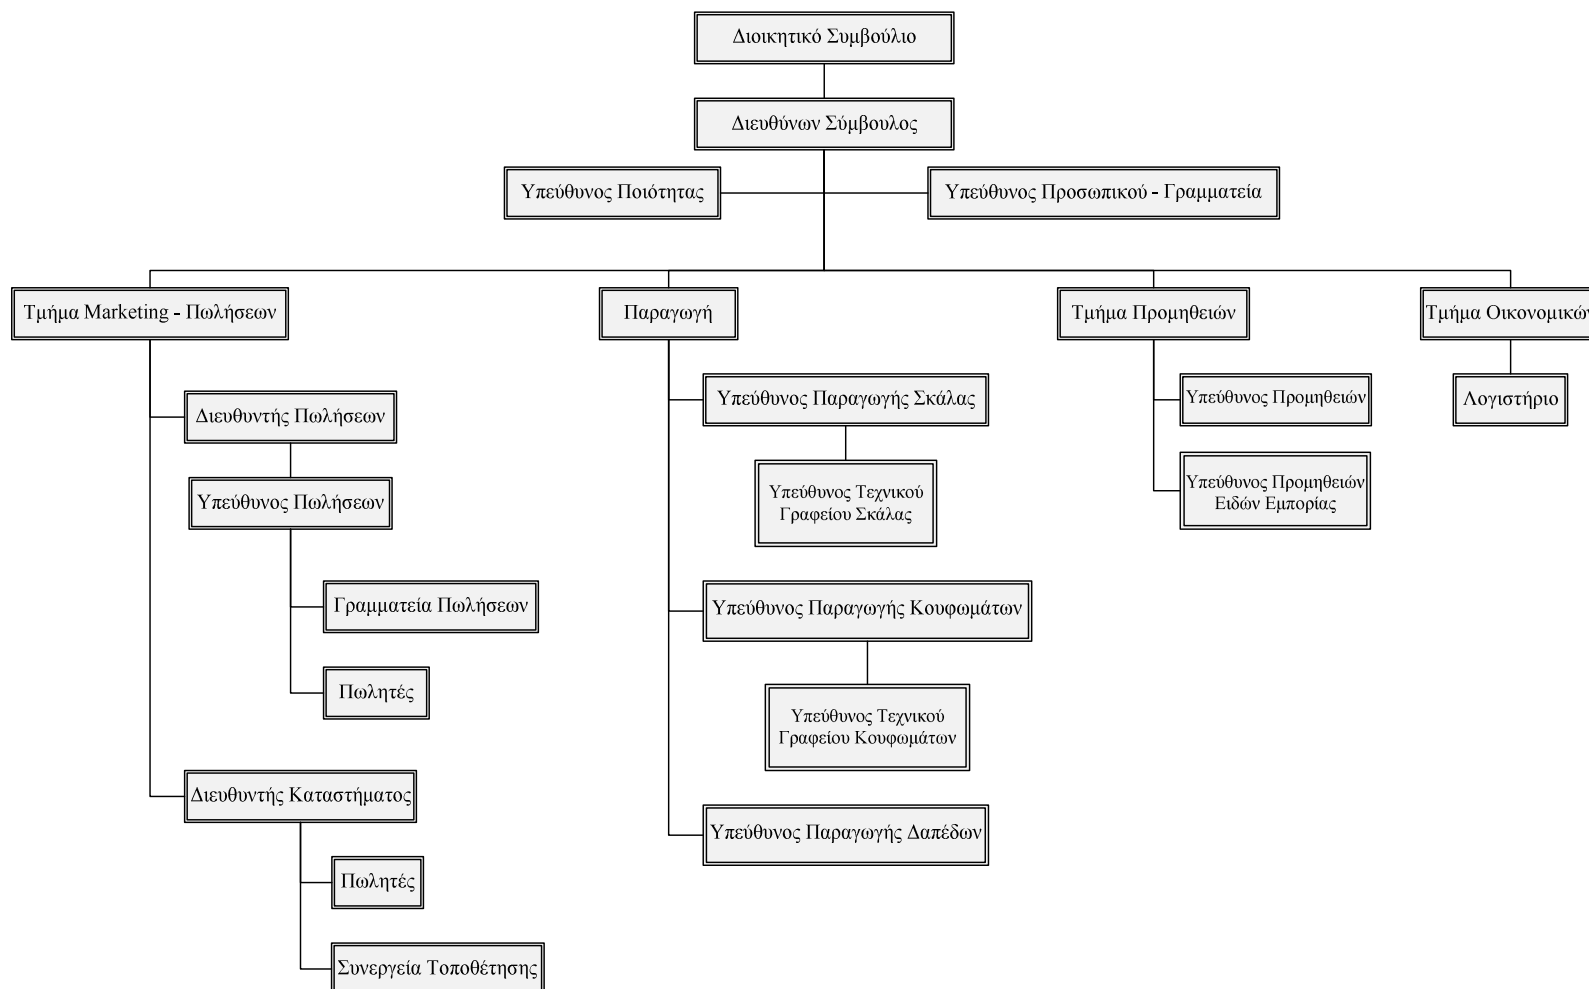 Διοικητικό Συμβούλιο
Διευθύνων Σύμβουλος
Υπεύθυνος Ποιότητας
Υπεύθυνος Προσωπικού - Γραμματεία
Τμήμα Marketing - Πωλήσεων
Παραγωγή
Τμήμα Προμηθειών
Τμήμα Οικονομικών
Διευθυντής Πωλήσεων
Υπεύθυνος Πωλήσεων
Γραμματεία Πωλήσεων
Πωλητές
Διευθυντής Καταστήματος
Πωλητές
Συνεργεία Τοποθέτησης
Υπεύθυνος Παραγωγής Σκάλας
Υπεύθυνος Τεχνικού
Γραφείου Σκάλας
Υπεύθυνος Παραγωγής Κουφωμάτων
Υπεύθυνος Τεχνικού
Γραφείου Κουφωμάτων
Υπεύθυνος Παραγωγής Δαπέδων
Υπεύθυνος Προμηθειών
Υπεύθυνος Προμηθειών
Ειδών Εμπορίας
Λογιστήριο